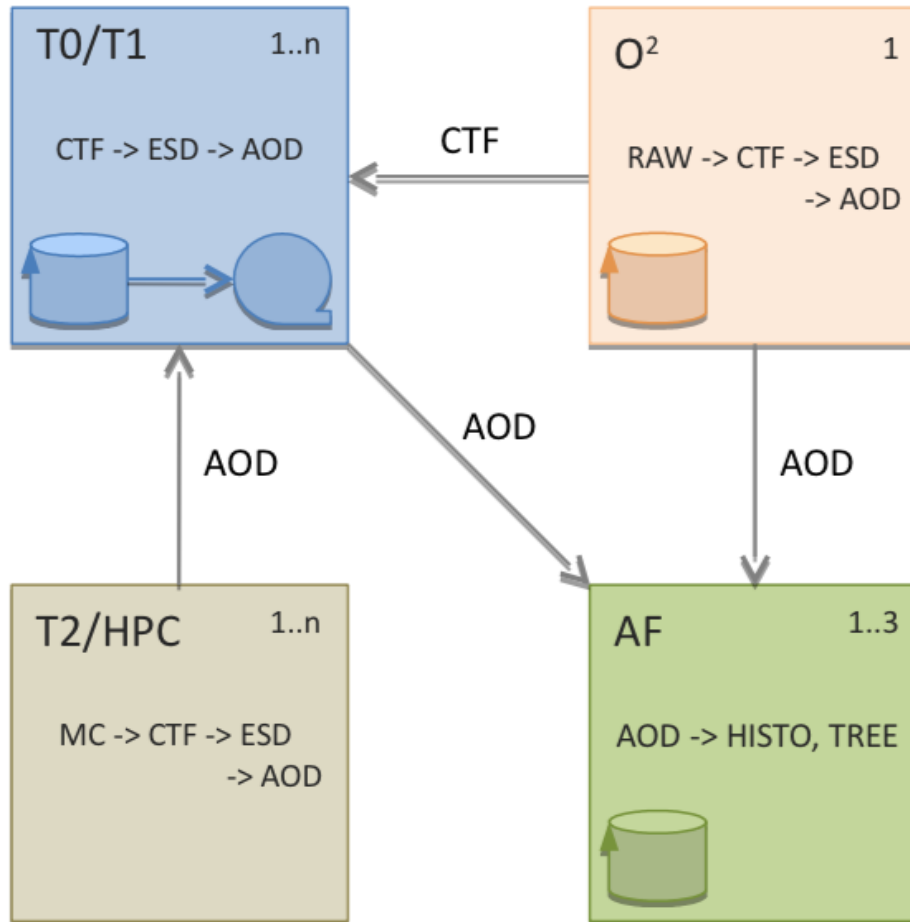 T0/T1 1..n
CTF -> ESD -> AOD
CTF
O² 1
RAW -> CTF -> ESD
-> AOD
AOD
AOD
AOD
T2/HPC 1..n
MC -> CTF -> ESD
-> AOD
AF 1..3
AOD -> HISTO, TREE